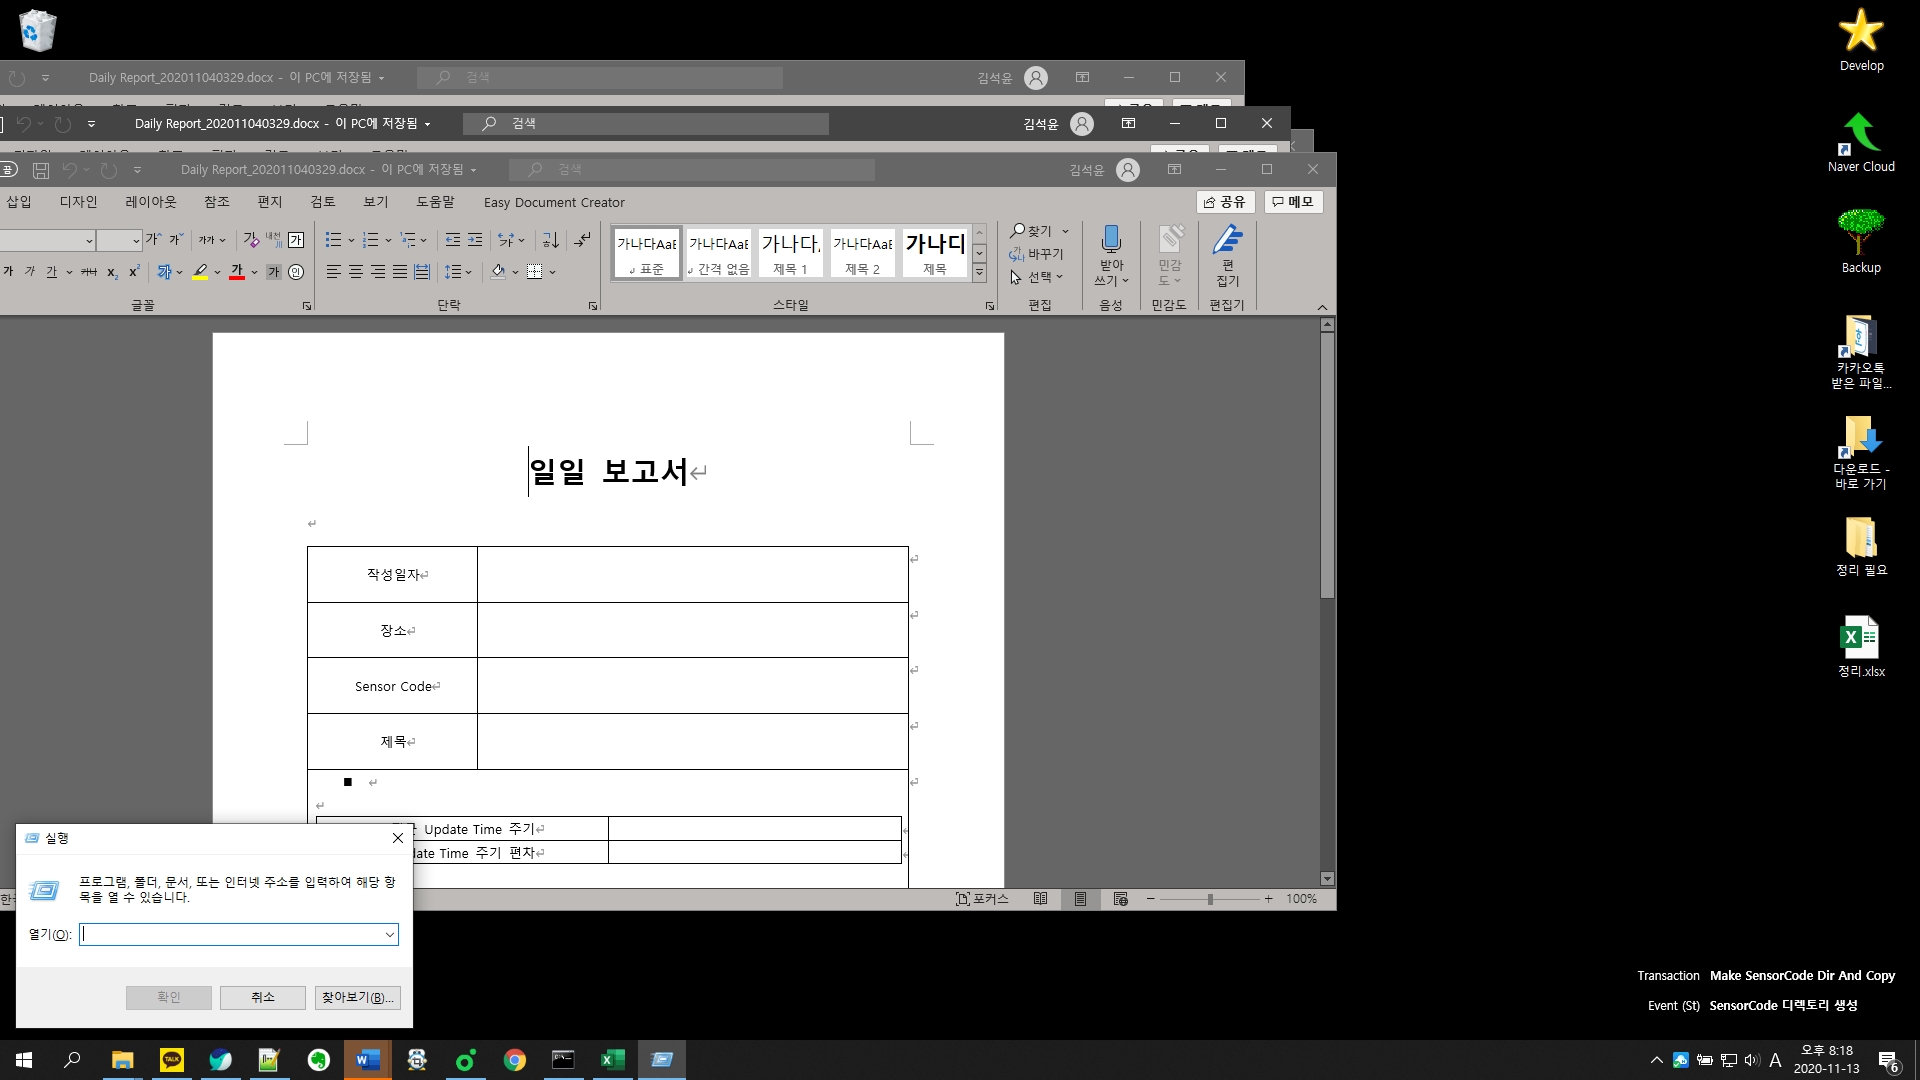 Daily Report_202011040329.docx - 이 PC에 저장됨
검색
김석윤
Daily Report_202011040329.docx - 이 PC에 저장됨
검색
김석윤
Daily Report_202011040329.docx - 이 PC에 저장됨
검색
김석윤
삽입 디자인 레이아웃 참조 편지 검토 보기 도움말 Easy Document Creator
공유 메모
가나다AaE 가나다AaE 가나다, 가나다AaE 가나다
표준 간격 없음 제목 1 제목 2 제목
찾기
바꾸기
선택
받아
쓰기
민감
도
편
집기
글꼴 단락 스타일 편집 음성 민감도 편집기
일일 보고서
작성일자
장소
Sensor Code
제목
Update Time 주기
Time 주기 편차
포커스 100%
실행
프로그램, 폴더, 문서, 또는 인터넷 주소를 입력하여 해당 항
목을 열 수 있습니다.
열기(O):
확인 취소 찾아보기(B)...
Develop
Naver Cloud
Backup
카카오톡
받은 파일...
다운로드 -
바로 가기
정리 필요
정리.xlsx
Transaction Make SensorCode Dir And Copy
Event (St) SensorCode 디렉토리 생성
TALK
A
오후 8:18
2020-11-13
6